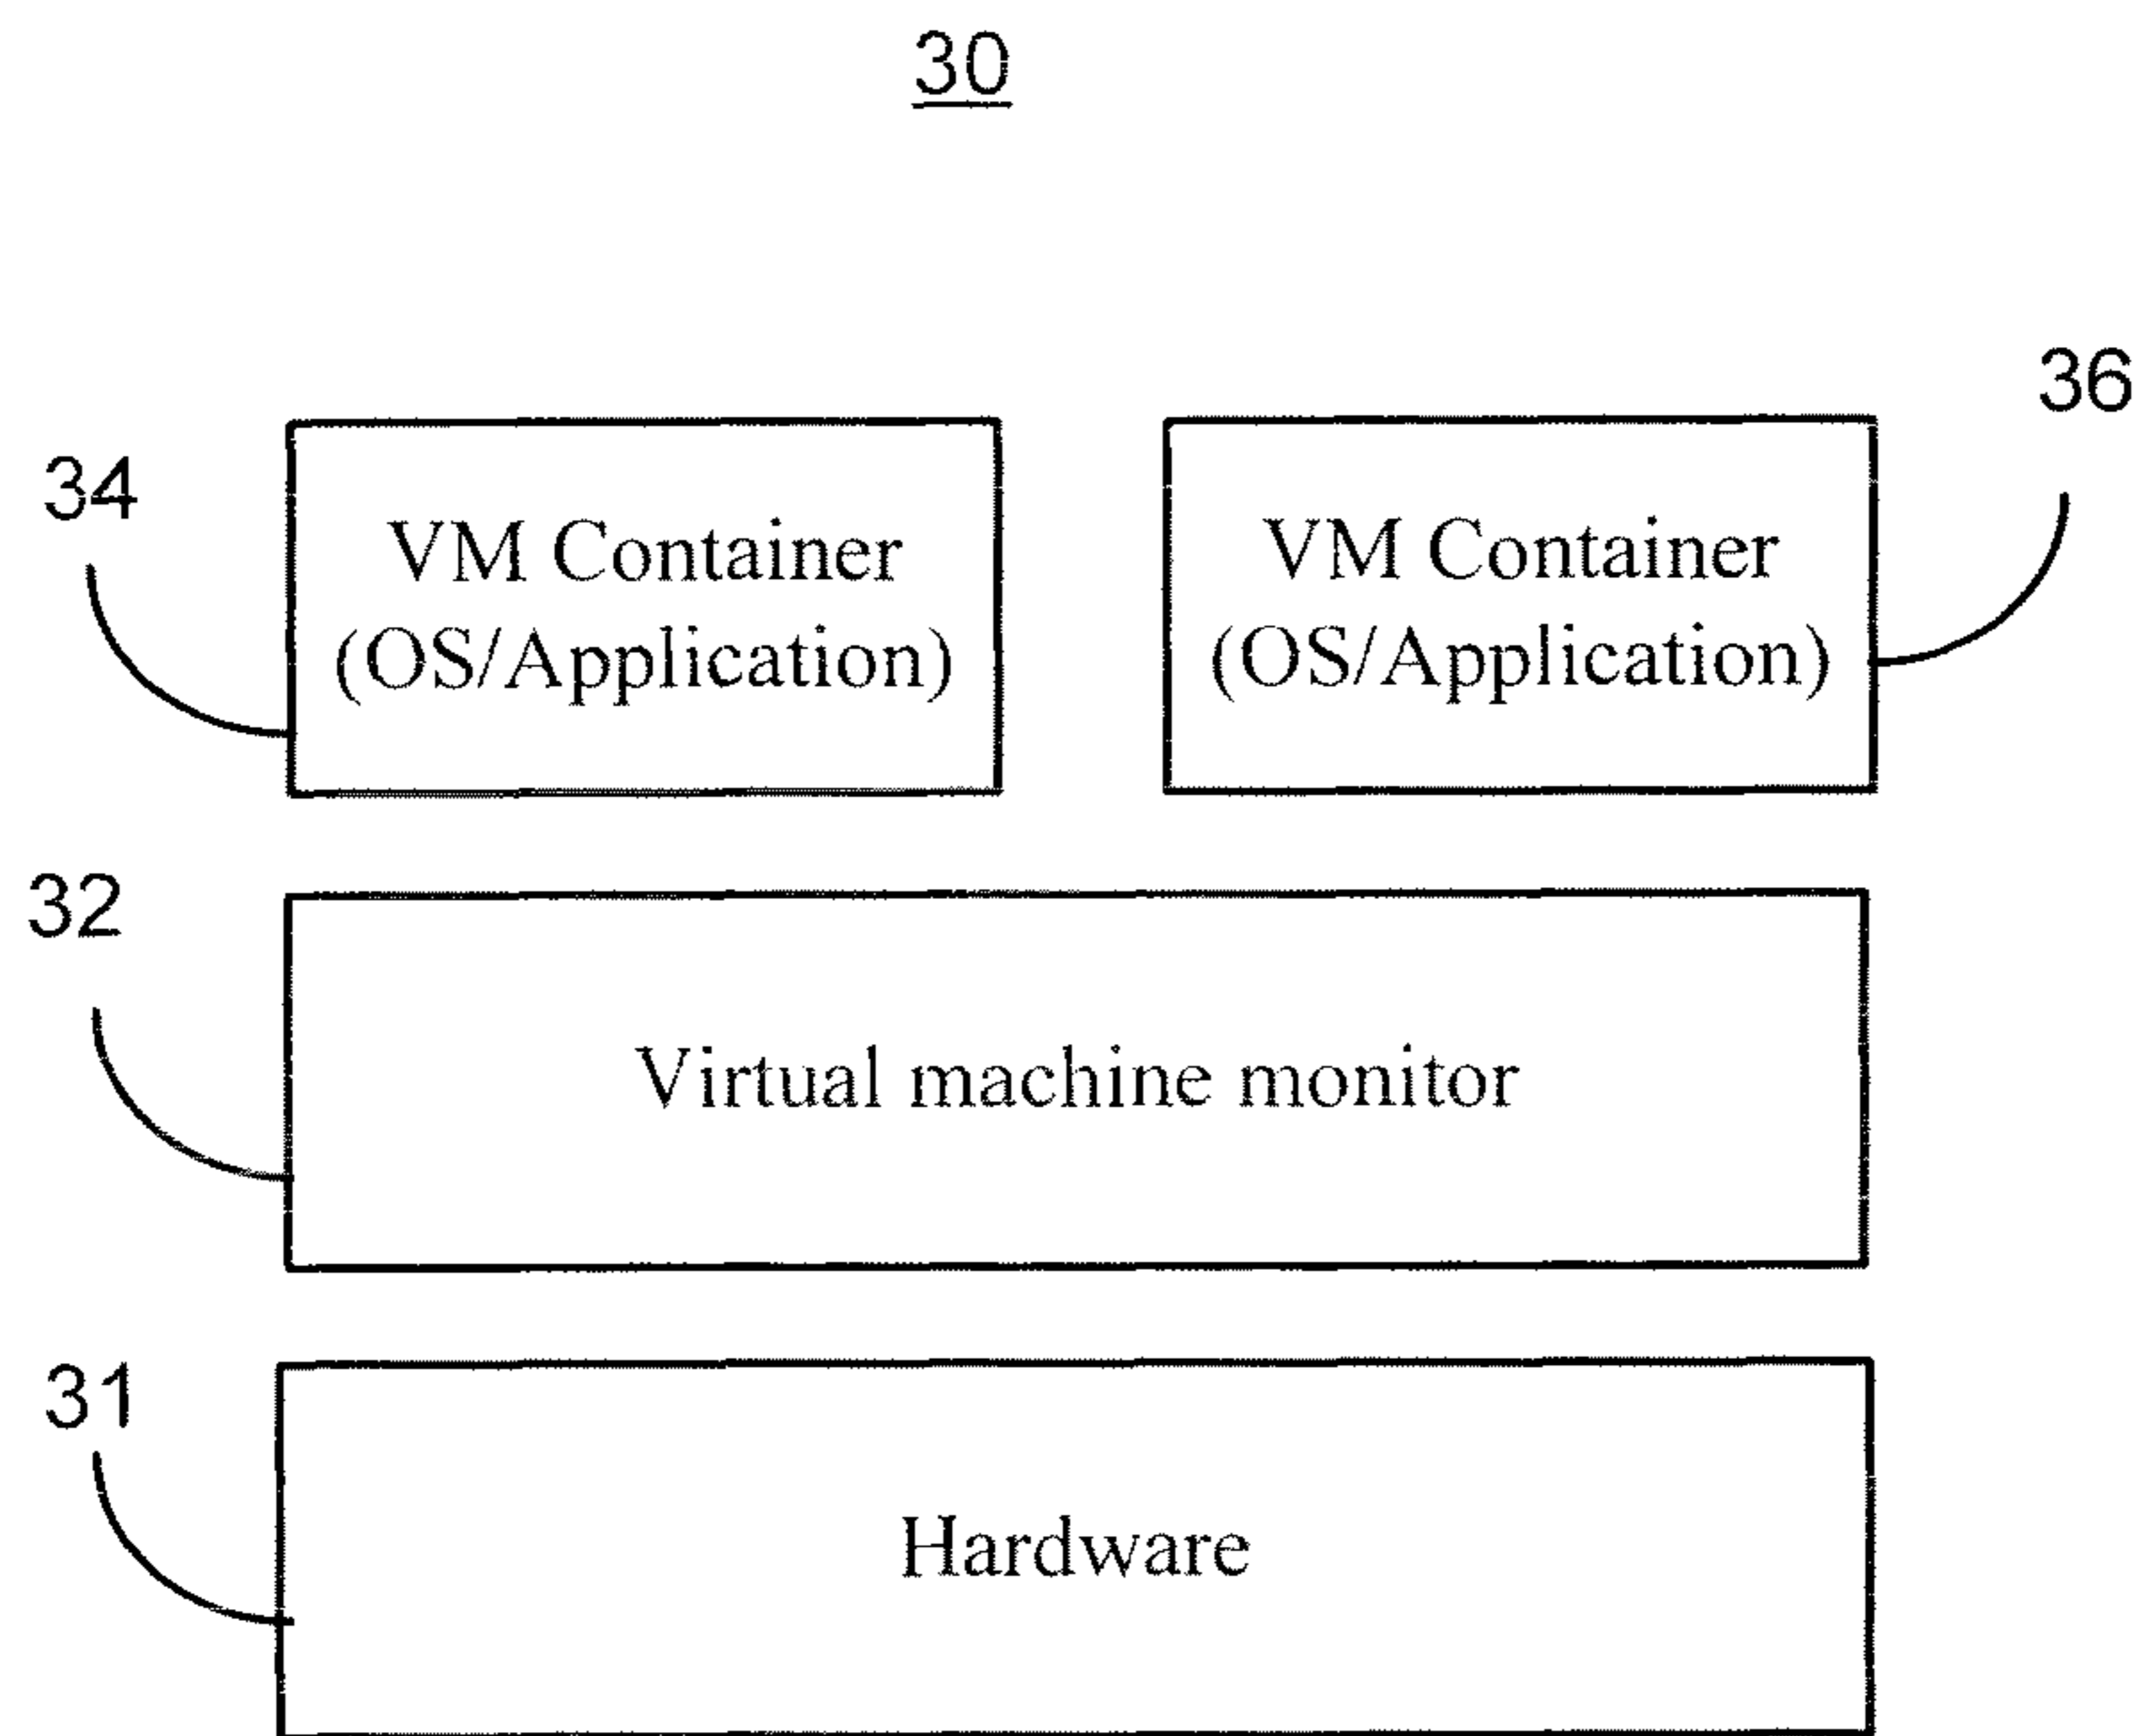 30
36
34
VM Container
(OS/Application)
VM Container
(OS/Application)
32
Virtual machine monitor
31
Hardware